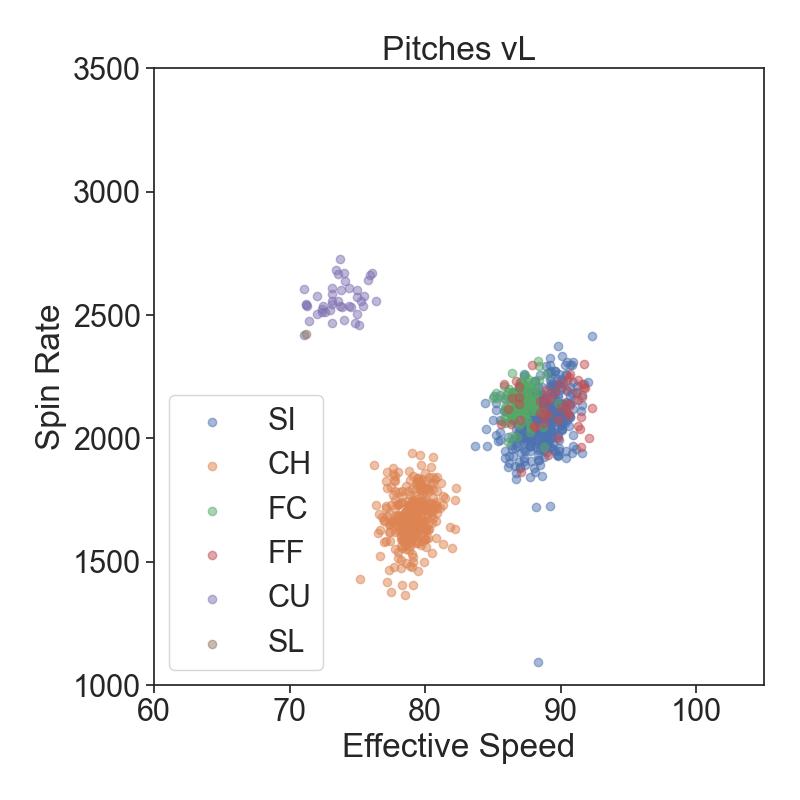 Pitches vL
3500
3000
2500
2000
1500
1000
Spin Rate
SI
CH
FC
FF
CU
SL
60 70 80 90 100
Effective Speed